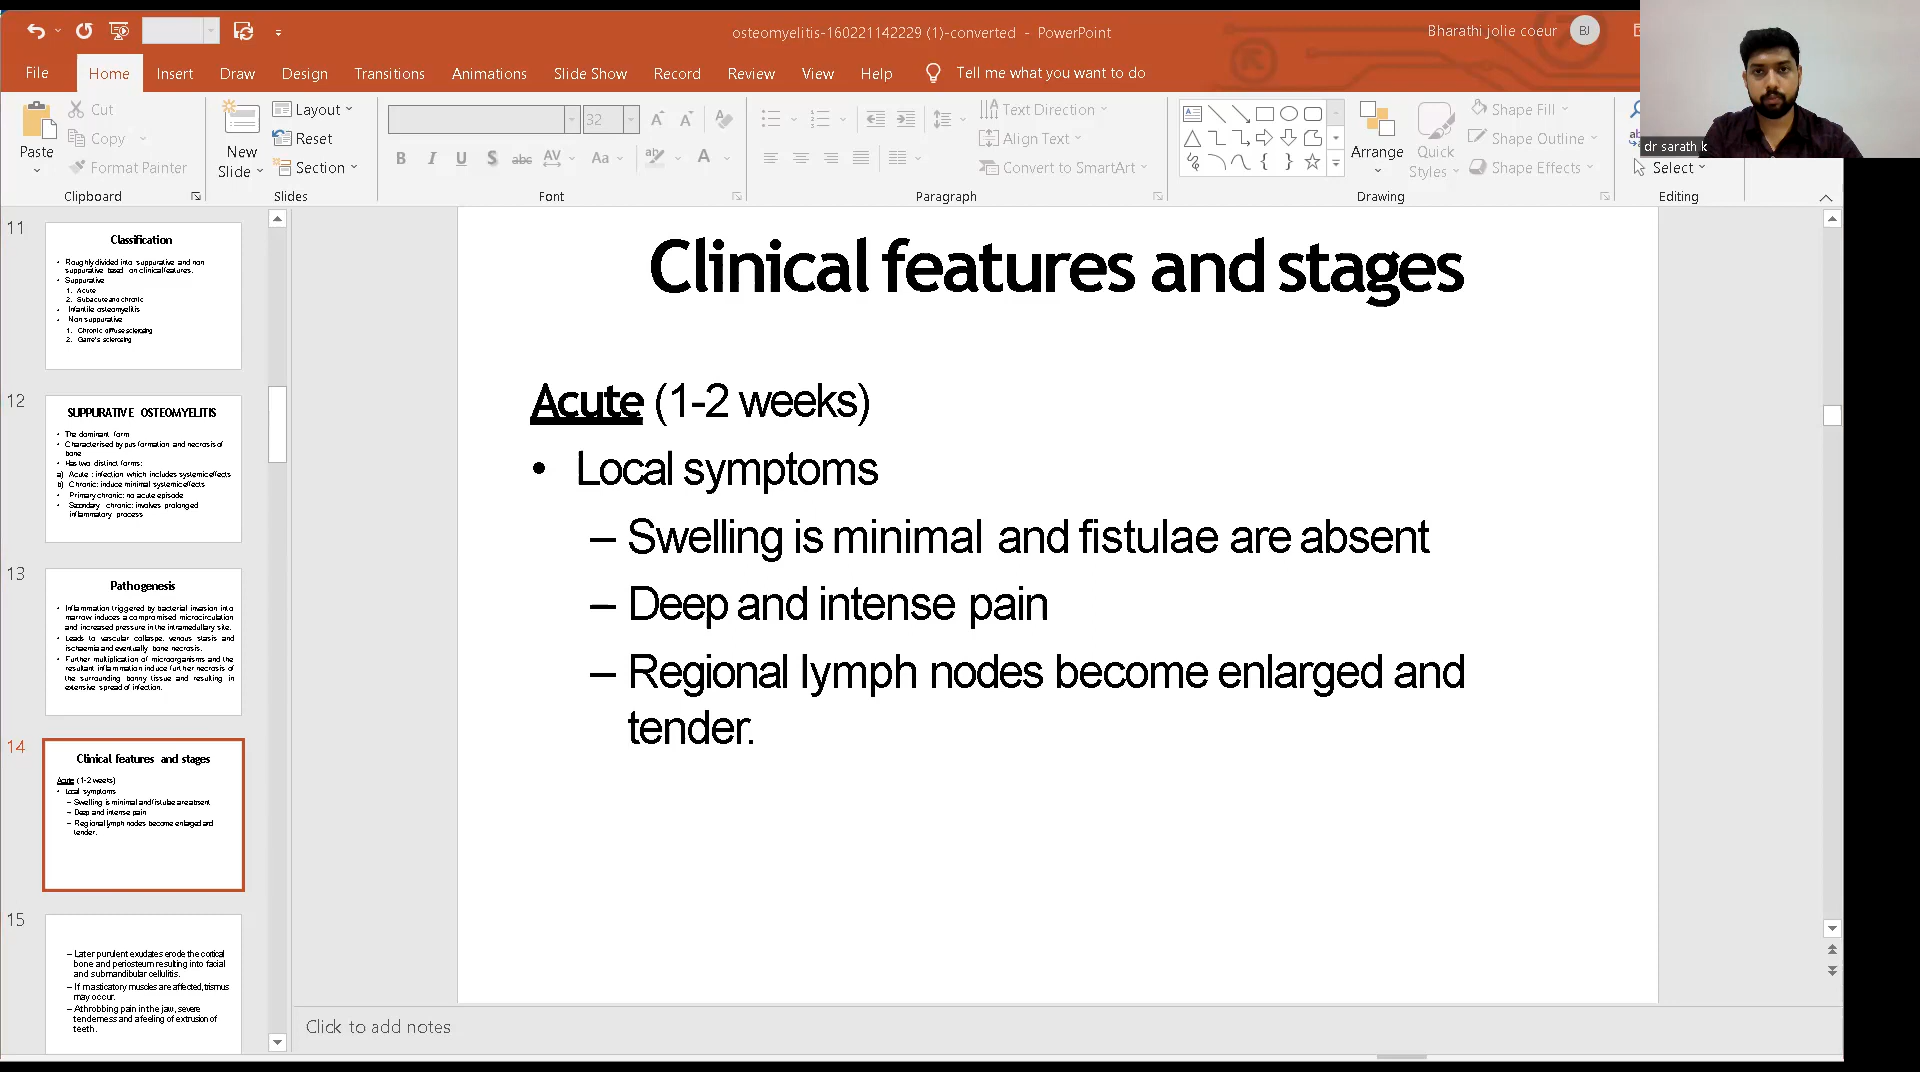 osteomyelitis-160221142229 (1)-converted - PowerPoint
Bharathi jolie coeur
BJ
File
Home
Insert
Draw
Design
Transitions
Animations
Slide Show
Record
Review
View
Help
Tell me what you want to do
dr sarath k
Paste
Cut
Copy
Format Painter
Clipboard
New
Slide
Layout
Reset
Section
Slides
32
B I U S abc AV Aa A
Font
Text Direction
Align Text
Convert to SmartArt
Paragraph
Arrange
Quick
Styles
Shape Fill
Shape Outline
Shape Effects
Drawing
Select
Editing
11
Classification
• Roughly divided into suppurative and non
suppurative based on clinical features.
• Suppurative
1. Acute
2. Subacute and chronic
• Infantile osteomyelitis
• Non suppurative
1. Chronic diffuse sclerosing
2. Garre's sclerosing
12
SUPPURATIVE OSTEOMYELITIS
• The dominant form
• Characterised by pus formation and necrosis of
bone
• Has two distinct forms:
a) Acute : infection which includes systemic effects
b) Chronic: induce minimal systemic effects
• Primary chronic: no acute episode
• Secondary chronic: involves prolonged
inflammatory process
13
Pathogenesis
• Inflammation triggered by bacterial invasion into
marrow induces a compromised microcirculation
and increased pressure in the intramedullary site.
• Leads to vascular collaspe, venous stasis and
ischaemia and eventually bone necrosis.
• Further multiplication of microorganisms and the
resultant inflammation induce further necrosis of
the surrounding bonny tissue and resulting in
extensive spread of infection.
14
Clinical features and stages
Acute (1-2 weeks)
• Local symptoms
– Swelling is minimal and fistulae are absent
– Deep and intense pain
– Regional lymph nodes become enlarged and
tender.
15
– Later purulent exudates erode the cortical
bone and periosteum resulting into facial
and submandibular cellulitis.
– If masticatory muscles are affected, trismus
may occur.
– A throbbing pain in the jaw, severe
tenderness and a feeling of extrusion of
teeth.
Clinical features and stages
Acute (1-2 weeks)
• Local symptoms
– Swelling is minimal and fistulae are absent
– Deep and intense pain
– Regional lymph nodes become enlarged and
tender.
Click to add notes